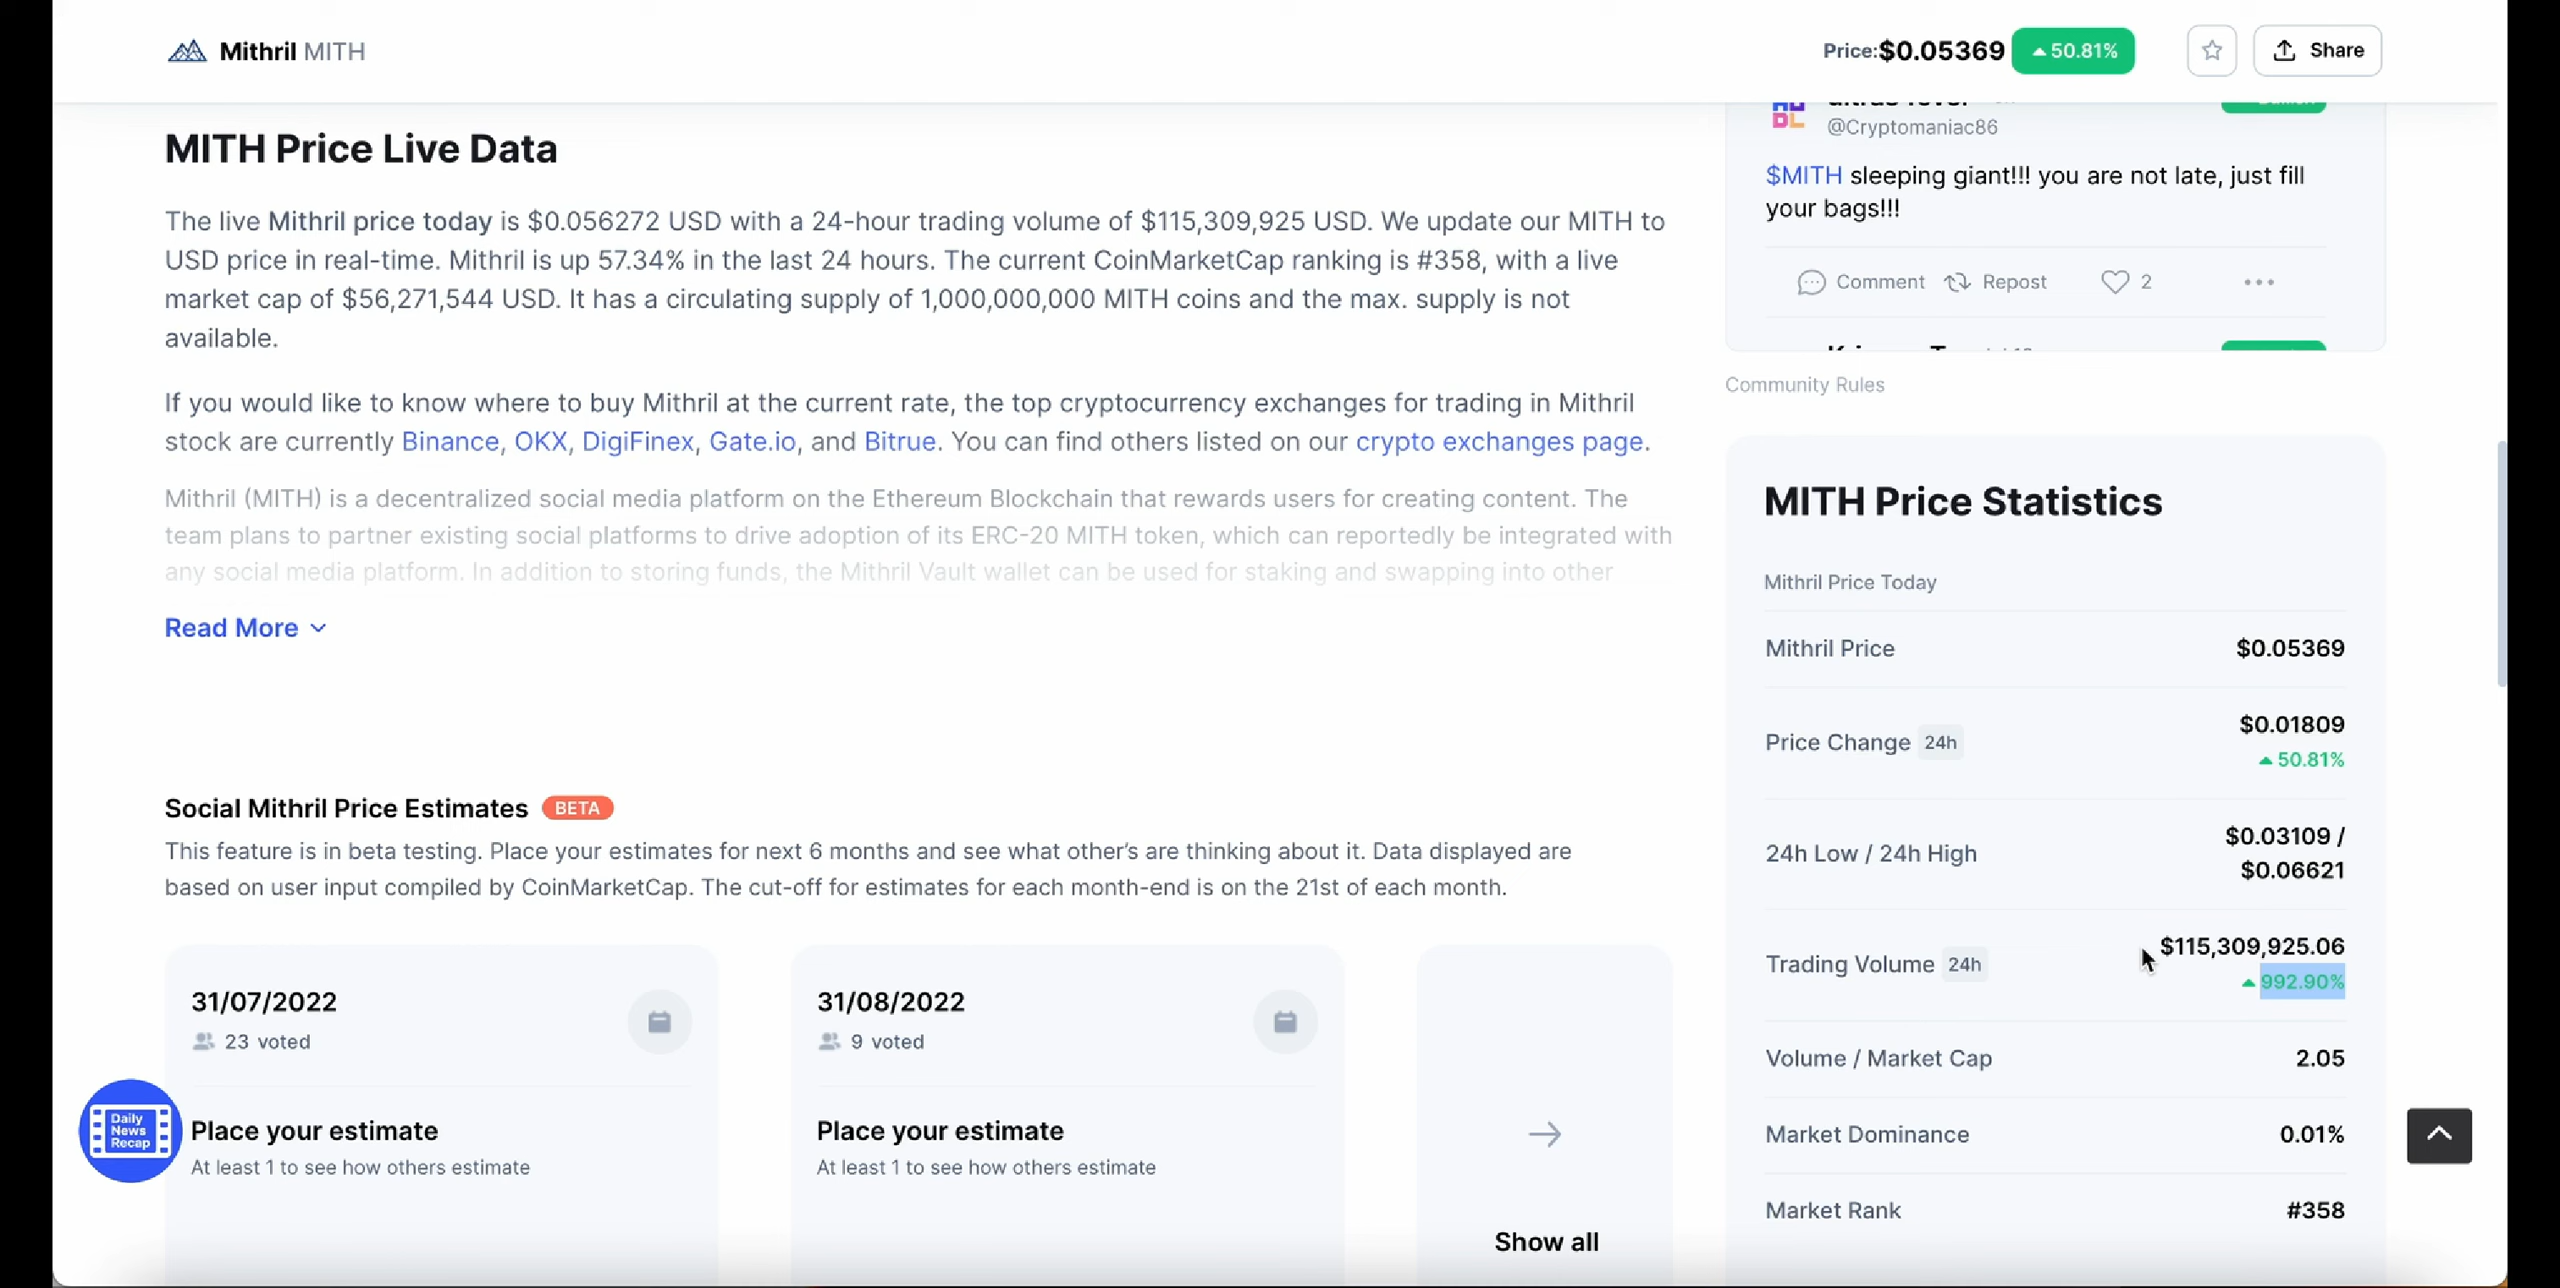 Mithril MITH
Price:$0.05369 50.81%
Share
MITH Price Live Data
The live Mithril price today is $0.056272 USD with a 24-hour trading volume of $115,309,925 USD. We update our MITH to
USD price in real-time. Mithril is up 57.34% in the last 24 hours. The current CoinMarketCap ranking is #358, with a live
market cap of $56,271,544 USD. It has a circulating supply of 1,000,000,000 MITH coins and the max. supply is not
available.
If you would like to know where to buy Mithril at the current rate, the top cryptocurrency exchanges for trading in Mithril
stock are currently Binance, OKX, DigiFinex, Gate.io, and Bitrue. You can find others listed on our crypto exchanges page.
Mithril (MITH) is a decentralized social media platform on the Ethereum Blockchain that rewards users for creating content. The
team plans to partner existing social platforms to drive adoption of its ERC-20 MITH token, which can reportedly be integrated with
any social media platform. In addition to storing funds, the Mithril Vault wallet can be used for staking and swapping into other
Read More
Social Mithril Price Estimates BETA
This feature is in beta testing. Place your estimates for next 6 months and see what other's are thinking about it. Data displayed are
based on user input compiled by CoinMarketCap. The cut-off for estimates for each month-end is on the 21st of each month.
31/07/2022
23 voted
Place your estimate
At least 1 to see how others estimate
31/08/2022
9 voted
Place your estimate
At least 1 to see how others estimate
Show all
Daily
News
Recap
@Cryptomaniac86
$MITH sleeping giant!!! you are not late, just fill
your bags!!!
Comment Repost 2
Community Rules
MITH Price Statistics
Mithril Price Today
Mithril Price $0.05369
Price Change 24h $0.01809
50.81%
24h Low / 24h High $0.03109 /
$0.06621
Trading Volume 24h $115,309,925.06
992.90%
Volume / Market Cap 2.05
Market Dominance 0.01%
Market Rank #358